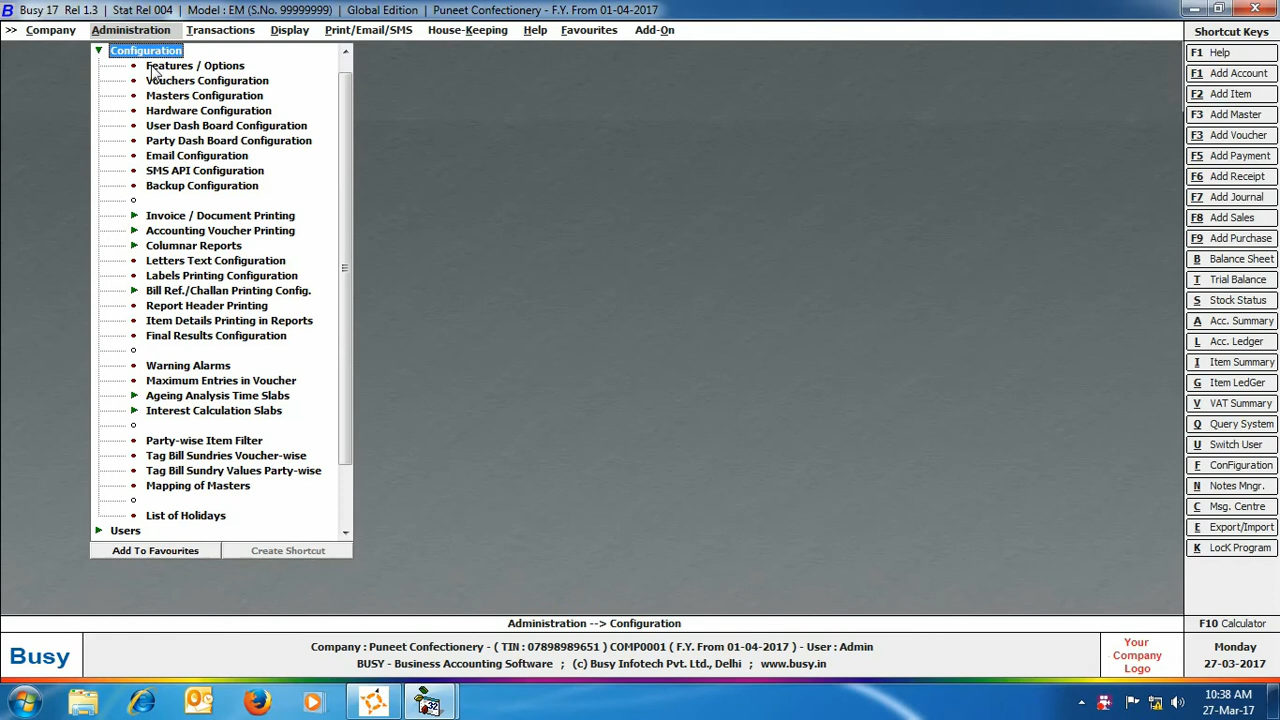 B Busy 17 Rel 1.3 | Stat Rel 004 | Model : EM (S.No. 99999999) | Global Edition | Puneet Confectionery - F.Y. From 01-04-2017
>> Company Administration Transactions Display Print/Email/SMS House-Keeping Help Favourites Add-On
Shortcut Keys
Configuration
Features / Options
Vouchers Configuration
Masters Configuration
Hardware Configuration
User Dash Board Configuration
Party Dash Board Configuration
Email Configuration
SMS API Configuration
Backup Configuration
Invoice / Document Printing
Accounting Voucher Printing
Columnar Reports
Letters Text Configuration
Labels Printing Configuration
Bill Ref./Challan Printing Config.
Report Header Printing
Item Details Printing in Reports
Final Results Configuration
Warning Alarms
Maximum Entries in Voucher
Ageing Analysis Time Slabs
Interest Calculation Slabs
Party-wise Item Filter
Tag Bill Sundries Voucher-wise
Tag Bill Sundry Values Party-wise
Mapping of Masters
List of Holidays
Users
Add To Favourites Create Shortcut
F1 Help
F1 Add Account
F2 Add Item
F3 Add Master
F3 Add Voucher
F5 Add Payment
F6 Add Receipt
F7 Add Journal
F8 Add Sales
F9 Add Purchase
B Balance Sheet
T Trial Balance
S Stock Status
A Acc. Summary
L Acc. Ledger
I Item Summary
G Item LedGer
V VAT Summary
Q Query System
U Switch User
F ConFiguration
N Notes Mngr.
C Msg. Centre
E Export/Import
K LocK Program
Administration --> Configuration
F10 Calculator
Busy
Company : Puneet Confectionery - ( TIN : 07898989651 ) COMP0001 ( F.Y. From 01-04-2017 ) - User : Admin
BUSY - Business Accounting Software ; (c) Busy Infotech Pvt. Ltd., Delhi ; www.busy.in
Your
Company
Logo
Monday
27-03-2017
32
10:38 AM
27-Mar-17